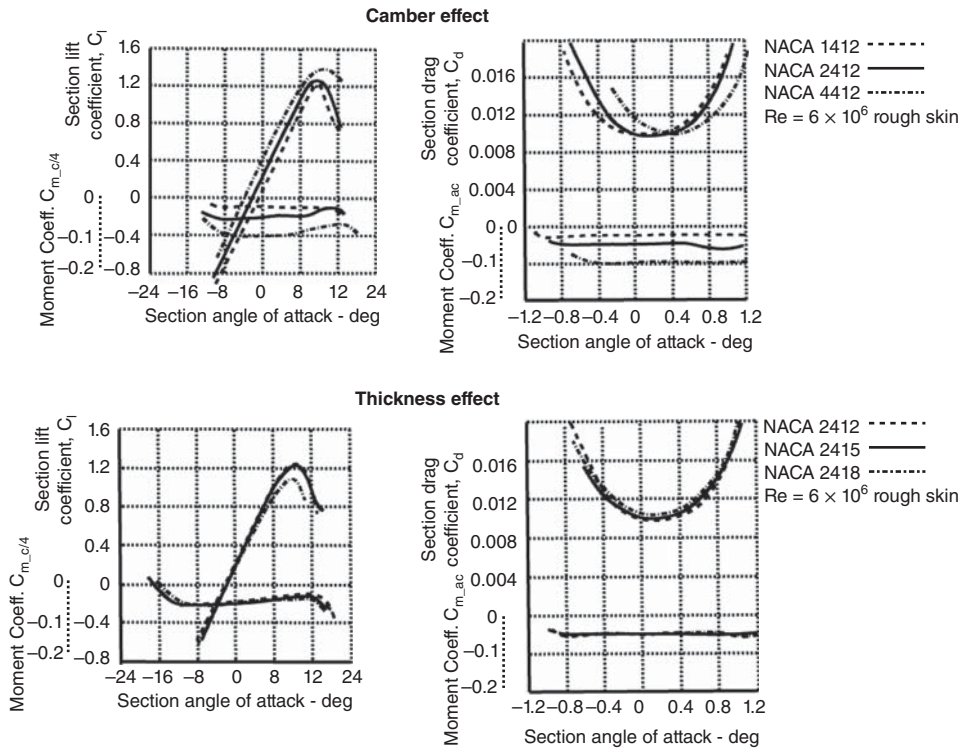 Camber effect
Section lift
coefficient, C_l
Moment Coeff. C_m_c/4
1.6
1.2
0.8
0.4
0
0
−0.1
−0.4
−0.2
−0.8
−24 −16 −8 0 8 12 24
Section angle of attack - deg
Section drag
coefficient, C_d
Moment Coeff. C_m_ac
0.016
0.012
0.008
0.004
0
−0.1
−0.2
−1.2 −0.8 −0.4 0 0.4 0.8 1.2
Section angle of attack - deg
NACA 1412
NACA 2412
NACA 4412
Re = 6 × 10^6 rough skin
Thickness effect
Section lift
coefficient, C_l
Moment Coeff. C_m_c/4
1.6
1.2
0.8
0.4
0
0
−0.1
−0.4
−0.2
−0.8
−24 −16 −8 0 8 12 24
Section angle of attack - deg
Section drag
coefficient, C_d
Moment Coeff. C_m_ac
0.016
0.012
0.008
0.004
0
−0.1
−0.2
−1.2 −0.8 −0.4 0 0.4 0.8 1.2
Section angle of attack - deg
NACA 2412
NACA 2415
NACA 2418
Re = 6 × 10^6 rough skin